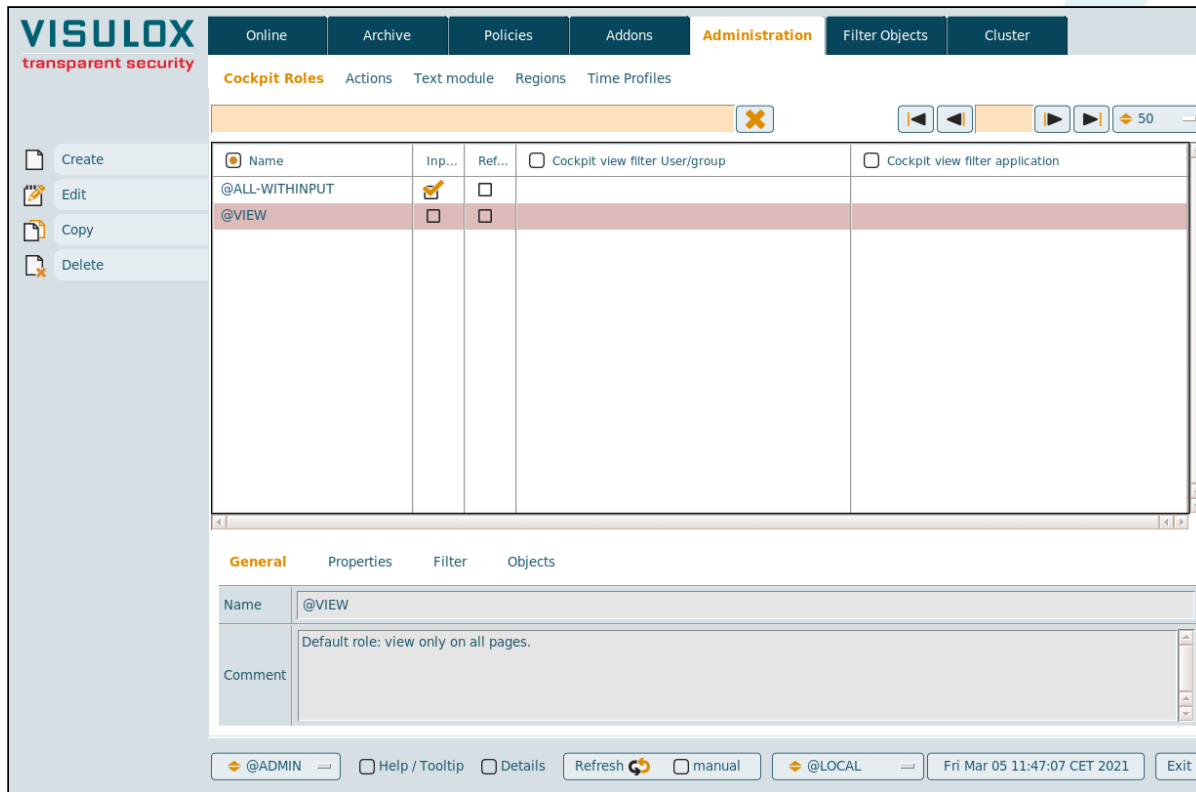 VISULOX
transparent security
Online Archive Policies Addons Administration Filter Objects Cluster
Cockpit Roles Actions Text module Regions Time Profiles
50
Create
Edit
Copy
Delete
Name Inp... Ref... Cockpit view filter User/group Cockpit view filter application
@ALL-WITHINPUT
@VIEW
General Properties Filter Objects
Name @VIEW
Comment Default role: view only on all pages.
@ADMIN Help / Tooltip Details Refresh manual @LOCAL Fri Mar 05 11:47:07 CET 2021 Exit